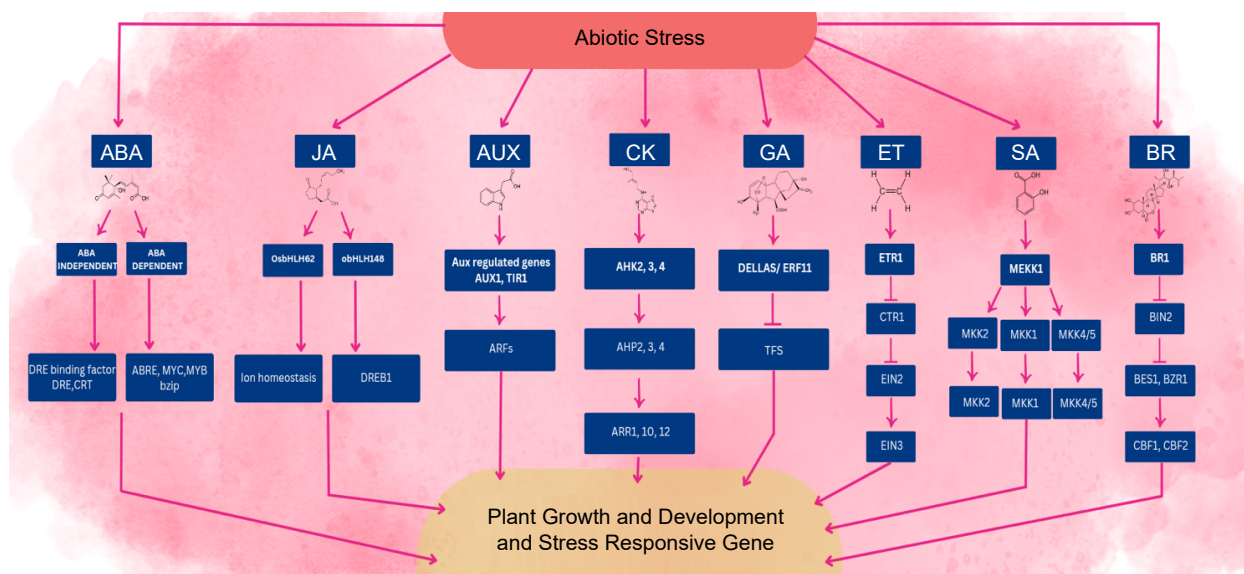 Abiotic Stress
ABA
JA
AUX
CK
GA
ET
SA
BR
ABA
INDEPENDENT
ABA
DEPENDENT
DRE binding factor
DRE,CRT
ABRE, MYC,MYB
bzip
OsbHLH62
obHLH148
Ion homeostasis
DREB1
Aux regulated genes
AUX1, TIR1
ARFs
AHK2, 3, 4
AHP2, 3, 4
ARR1, 10, 12
DELLAS/ ERF11
TFS
ETR1
CTR1
EIN2
EIN3
MEKK1
MKK2
MKK1
MKK4/5
MKK2
MKK1
MKK4/5
BR1
BIN2
BES1, BZR1
CBF1, CBF2
Plant Growth and Development
and Stress Responsive Gene